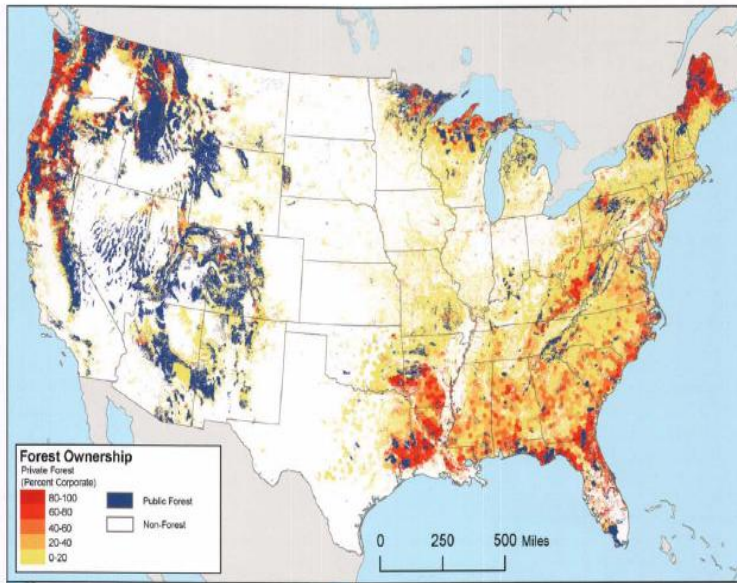 Forest Ownership
Private Forest
(Percent Corporate)
80-100
60-80
40-60
20-40
0-20
Public Forest
Non-Forest
0 250 500 Miles